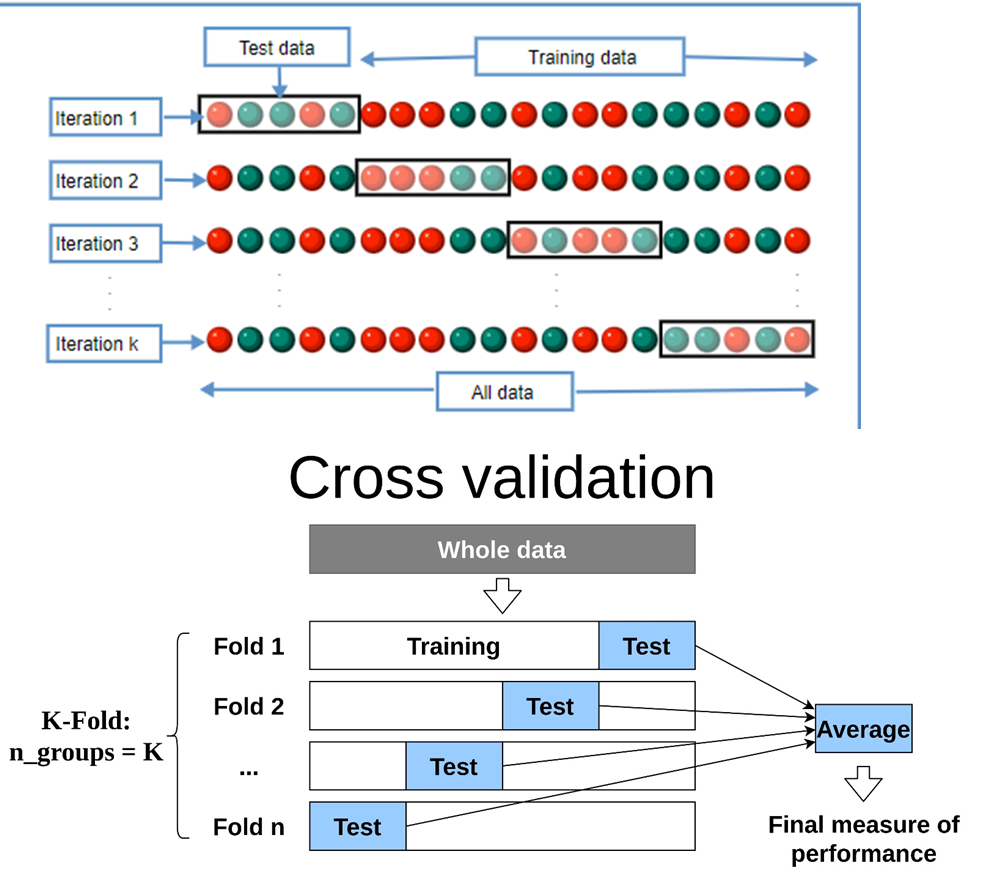 Test data
Training data
Iteration 1
Iteration 2
Iteration 3
Iteration k
All data
Cross validation
Whole data
Fold 1
Training
Test
Fold 2
Test
K-Fold:
n_groups = K
Average
...
Test
Fold n
Test
Final measure of
performance